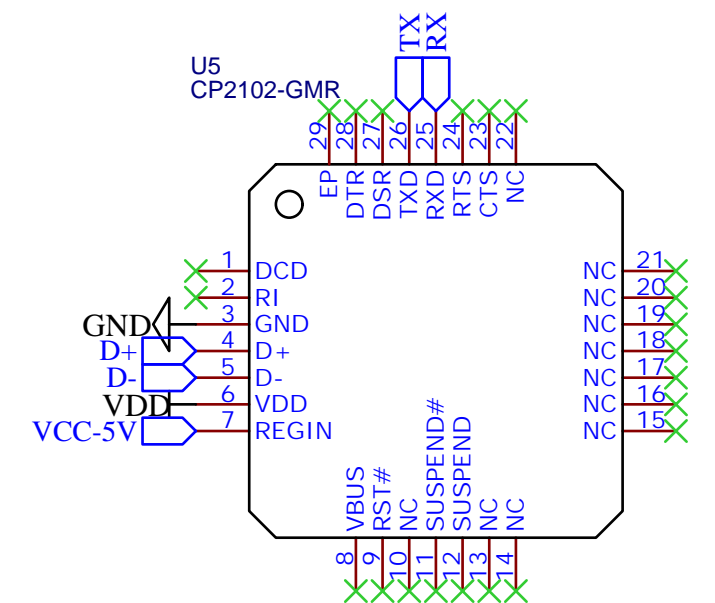 TX
RX
U5
CP2102-GMR
29
28
27
26
25
24
23
22
EP
DTR
DSR
TXD
RXD
RTS
CTS
NC
1
DCD
2
RI
GND
3
GND
D+
4
D+
D-
5
D-
VDD
6
VDD
VCC-5V
7
REGIN
NC
21
NC
20
NC
19
NC
18
NC
17
NC
16
NC
15
VBUS
RST#
NC
SUSPEND#
SUSPEND
NC
NC
8
9
10
11
12
13
14